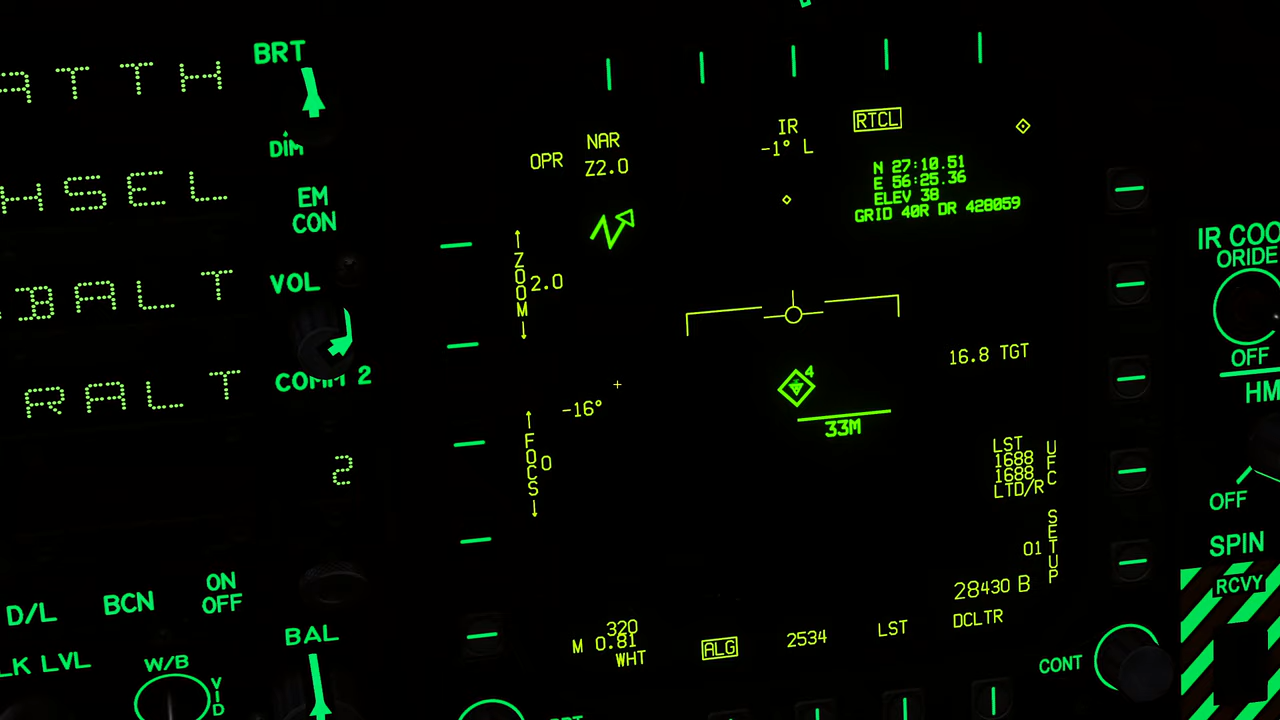 ATTH
HSEL
BALT
RALT
2
BRT
DIM
EM
CON
VOL
COMM 2
D/L
BCN
ON
OFF
LK LVL
W/B
VID
BAL
OPR
NAR
Z2.0
IR
-1° L
RTCL
N 27:10.51
E 56:25.36
ELEV 38
GRID 40R DR 428059
ZOOM
2.0
16.8 TGT
4
33M
-16°
FOCS
0
LST
1688
1688
LTD/R
UFC
SETUP
01
28430 B
320
M 0.81
WHT
ALG
2534
LST
DCLTR
IR COO
ORIDE
OFF
HM
OFF
SPIN
RCVY
CONT